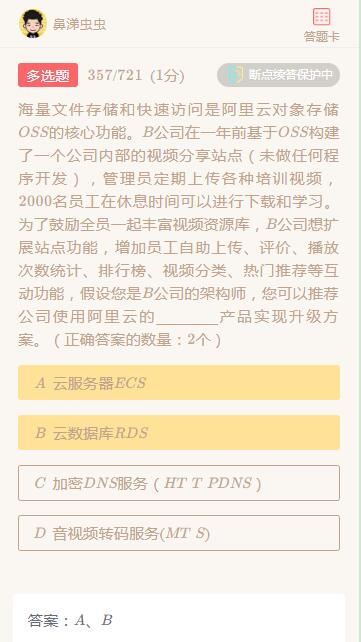 鼻涕虫虫
答题卡
多选题 357/721 (1分) 断点续答保护中
海量文件存储和快速访问是阿里云对象存储
OSS的核心功能。B公司在一年前基于OSS构建
了一个公司内部的视频分享站点（未做任何程
序开发），管理员定期上传各种培训视频，
2000名员工在休息时间可以进行下载和学习。
为了鼓励全员一起丰富视频资源库，B公司想扩
展站点功能，增加员工自助上传、评价、播放
次数统计、排行榜、视频分类、热门推荐等互
动功能，假设您是B公司的架构师，您可以推荐
公司使用阿里云的________产品实现升级方
案。（正确答案的数量：2个）
A 云服务器ECS
B 云数据库RDS
C 加密DNS服务（HT T PDNS）
D 音视频转码服务(MT S)
答案：A、B